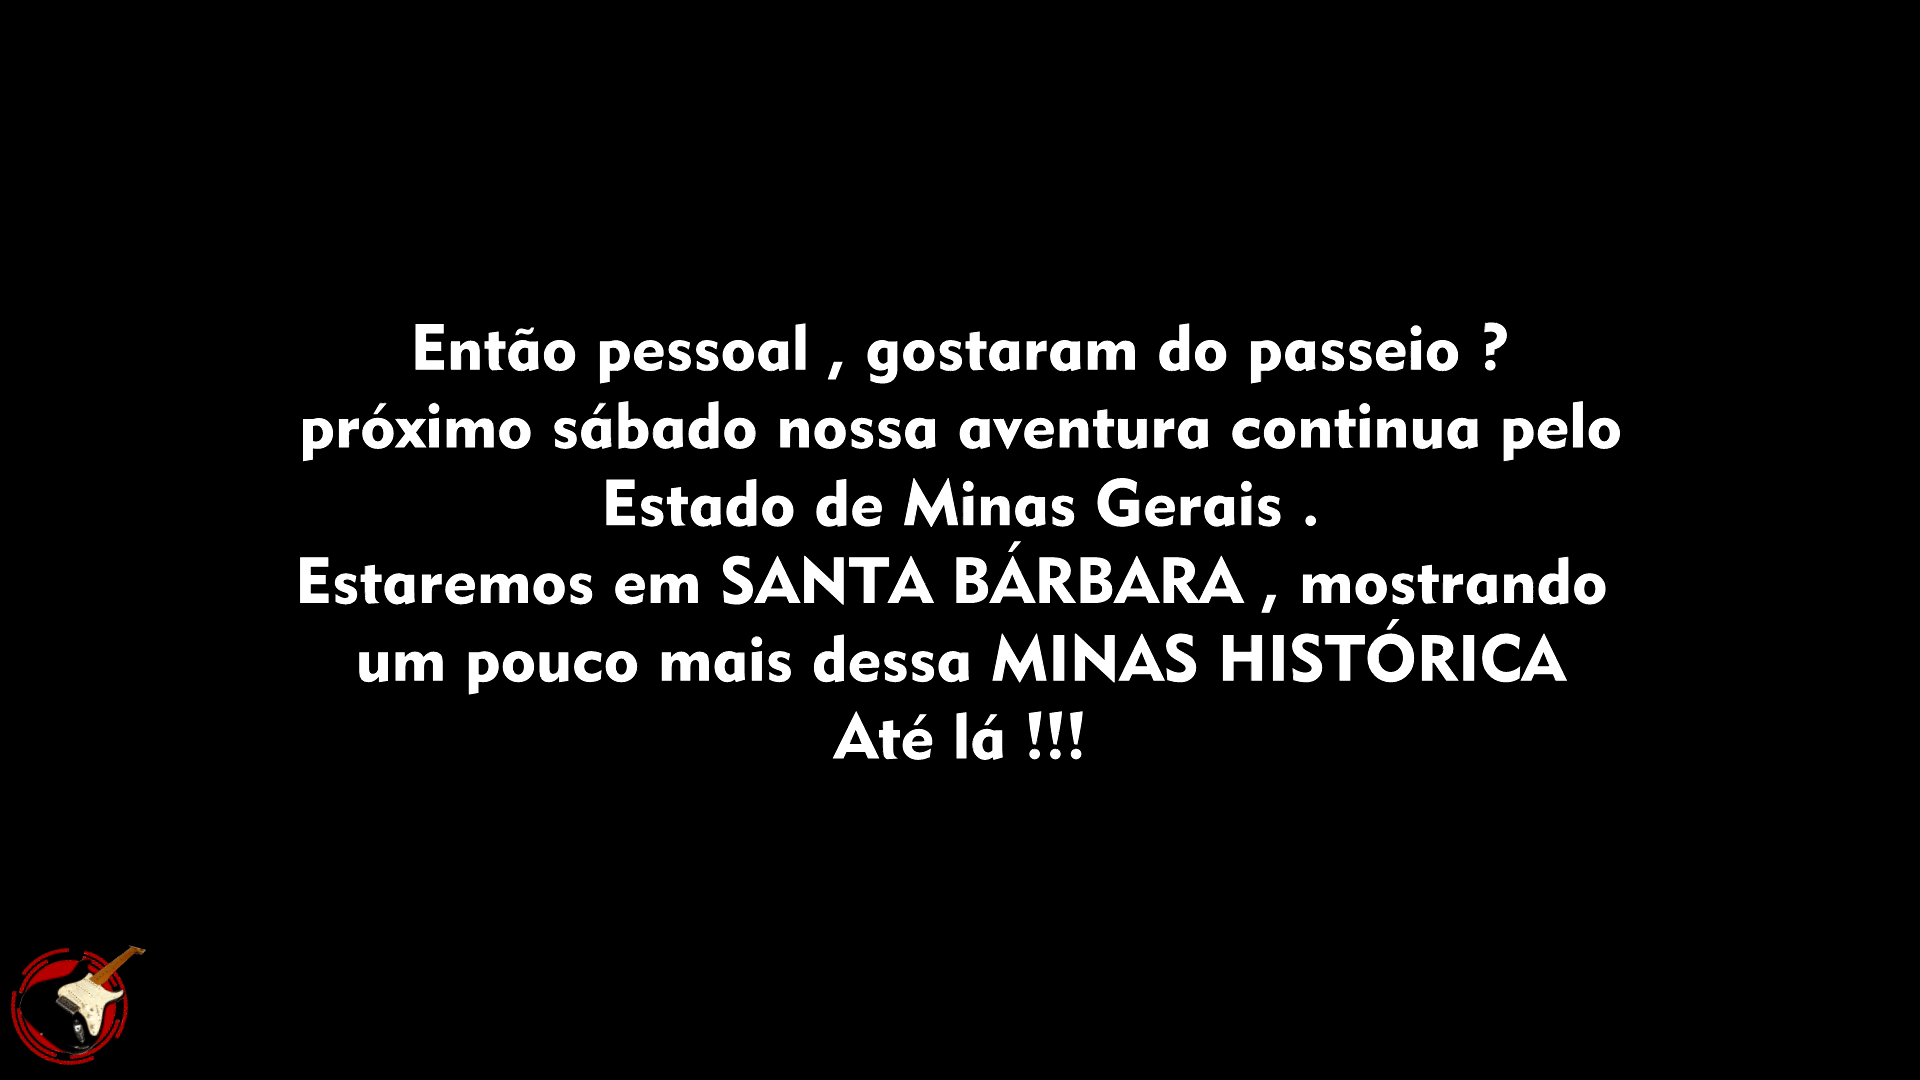 Então pessoal , gostaram do passeio ?
próximo sábado nossa aventura continua pelo
Estado de Minas Gerais .
Estaremos em SANTA BÁRBARA , mostrando
um pouco mais dessa MINAS HISTÓRICA
Até lá !!!